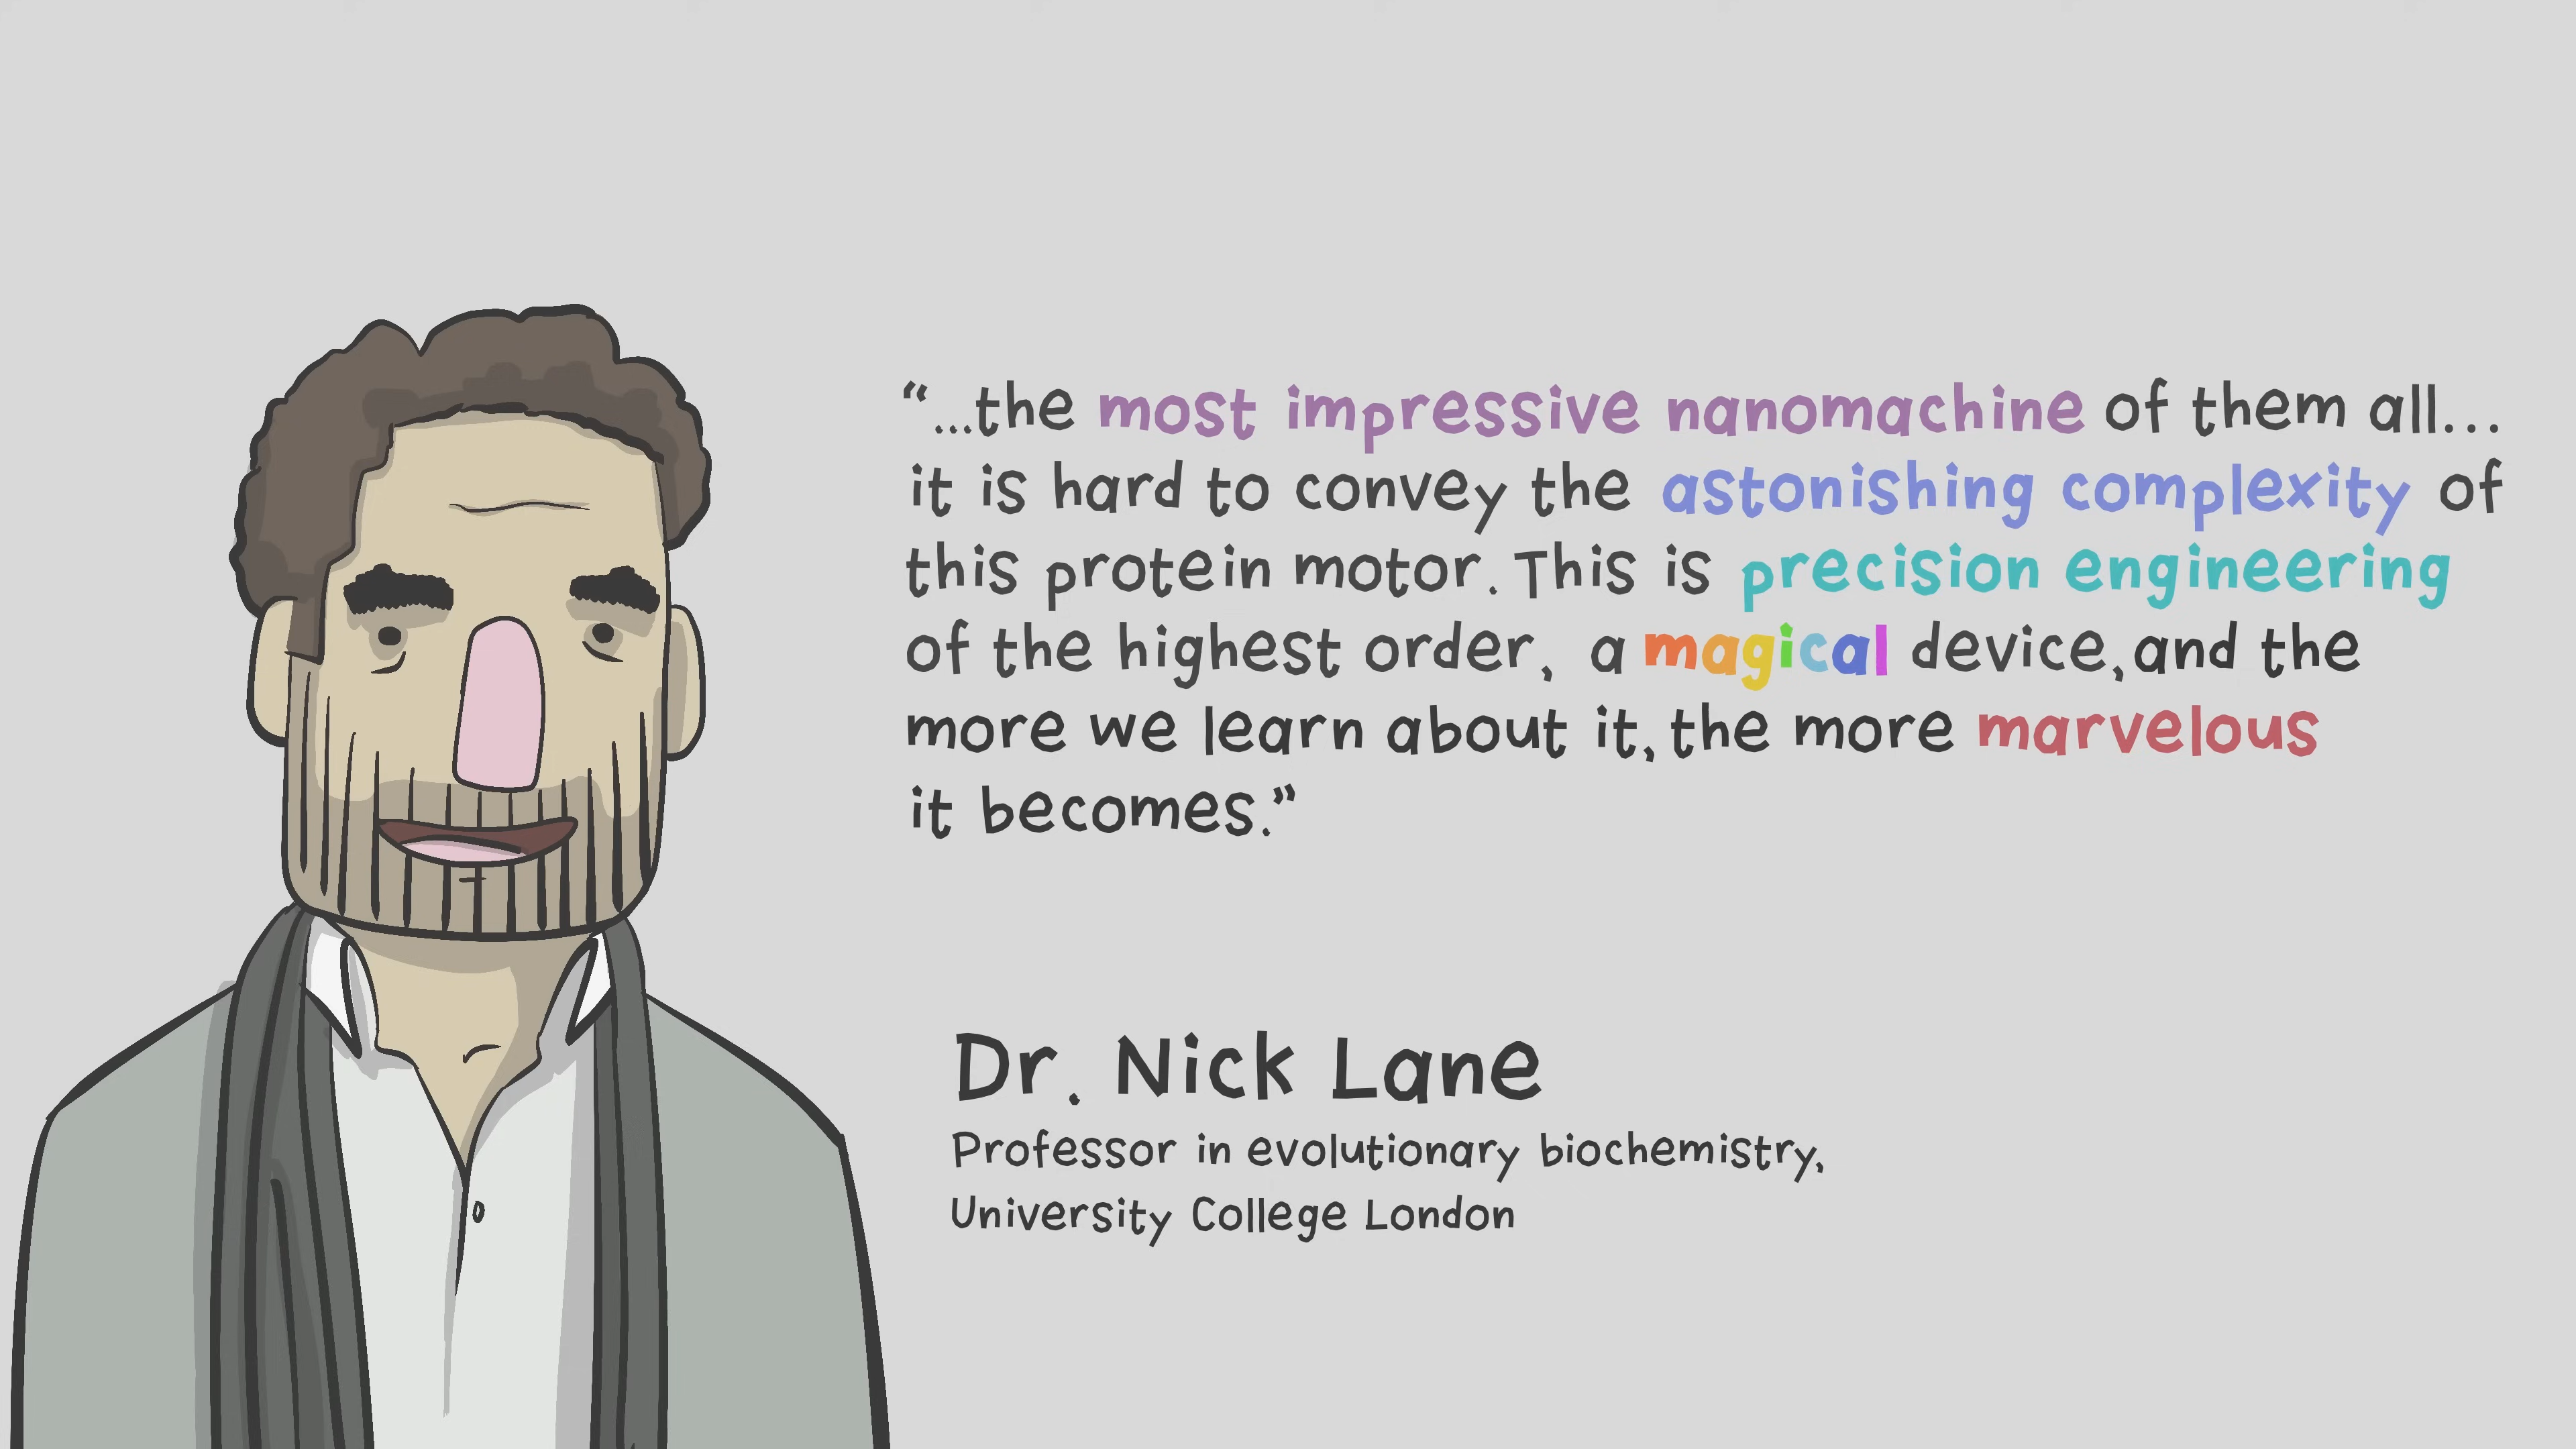 “...the most impressive nanomachine of them all...
it is hard to convey the astonishing complexity of
this protein motor. This is precision engineering
of the highest order, a magical device, and the
more we learn about it, the more marvelous
it becomes.”
Dr. Nick Lane
Professor in evolutionary biochemistry,
University College London